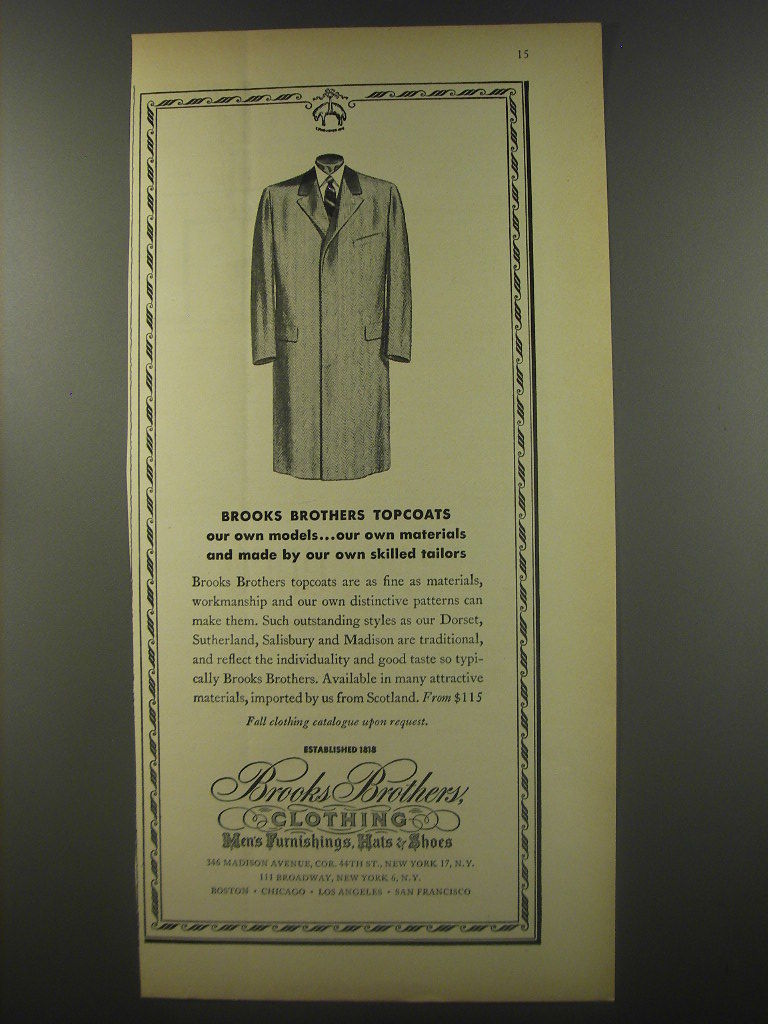 15
BROOKS BROTHERS TOPCOATS
our own models...our own materials
and made by our own skilled tailors
Brooks Brothers topcoats are as fine as materials,
workmanship and our own distinctive patterns can
make them. Such outstanding styles as our Dorset,
Sutherland, Salisbury and Madison are traditional,
and reflect the individuality and good taste so typi-
cally Brooks Brothers. Available in many attractive
materials, imported by us from Scotland. From $115
Fall clothing catalogue upon request.
ESTABLISHED 1818
Brooks Brothers,
CLOTHING
Men's Furnishings, Hats & Shoes
346 MADISON AVENUE, COR. 44TH ST., NEW YORK 17, N.Y.
111 BROADWAY, NEW YORK 6, N.Y.
BOSTON • CHICAGO • LOS ANGELES • SAN FRANCISCO